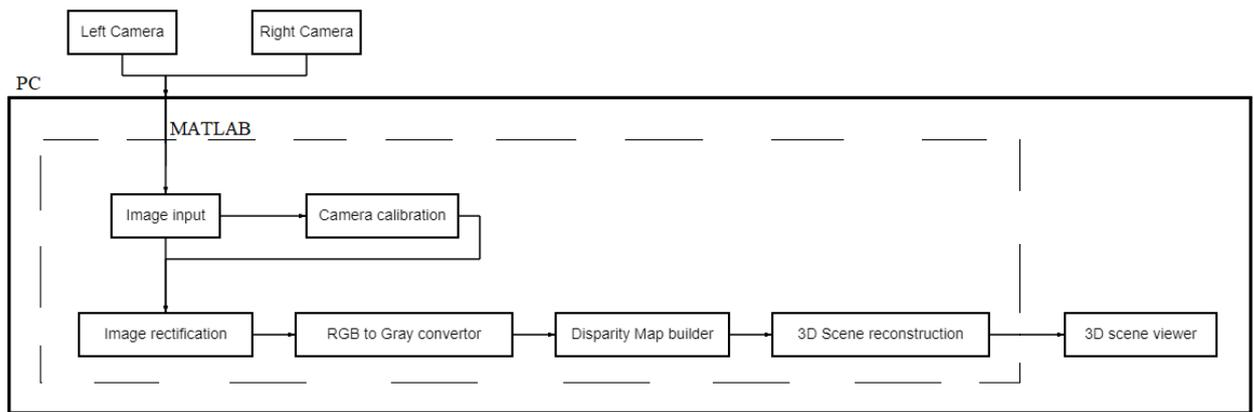 Left Camera
Right Camera
PC
MATLAB
Image input
Camera calibration
Image rectification
RGB to Gray convertor
Disparity Map builder
3D Scene reconstruction
3D scene viewer